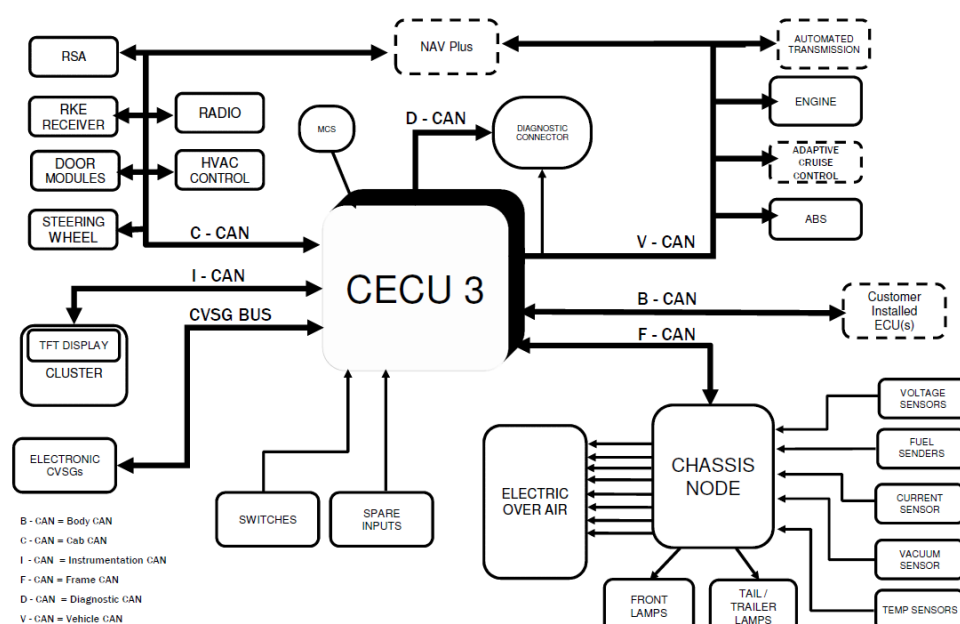 RSA
NAV Plus
AUTOMATED
TRANSMISSION
RKE
RECEIVER
RADIO
MCS
D - CAN
DIAGNOSTIC
CONNECTOR
ENGINE
DOOR
MODULES
HVAC
CONTROL
ADAPTIVE
CRUISE
CONTROL
STEERING
WHEEL
ABS
C - CAN
V - CAN
I - CAN
CECU 3
B - CAN
Customer
Installed
ECU(s)
CVSG BUS
F - CAN
TFT DISPLAY
CLUSTER
VOLTAGE
SENSORS
ELECTRONIC
CVSGs
ELECTRIC
OVER AIR
CHASSIS
NODE
FUEL
SENDERS
SWITCHES
SPARE
INPUTS
CURRENT
SENSOR
VACUUM
SENSOR
FRONT
LAMPS
TAIL /
TRAILER
LAMPS
TEMP SENSORS
B - CAN = Body CAN
C - CAN = Cab CAN
I - CAN = Instrumentation CAN
F - CAN = Frame CAN
D - CAN = Diagnostic CAN
V - CAN = Vehicle CAN